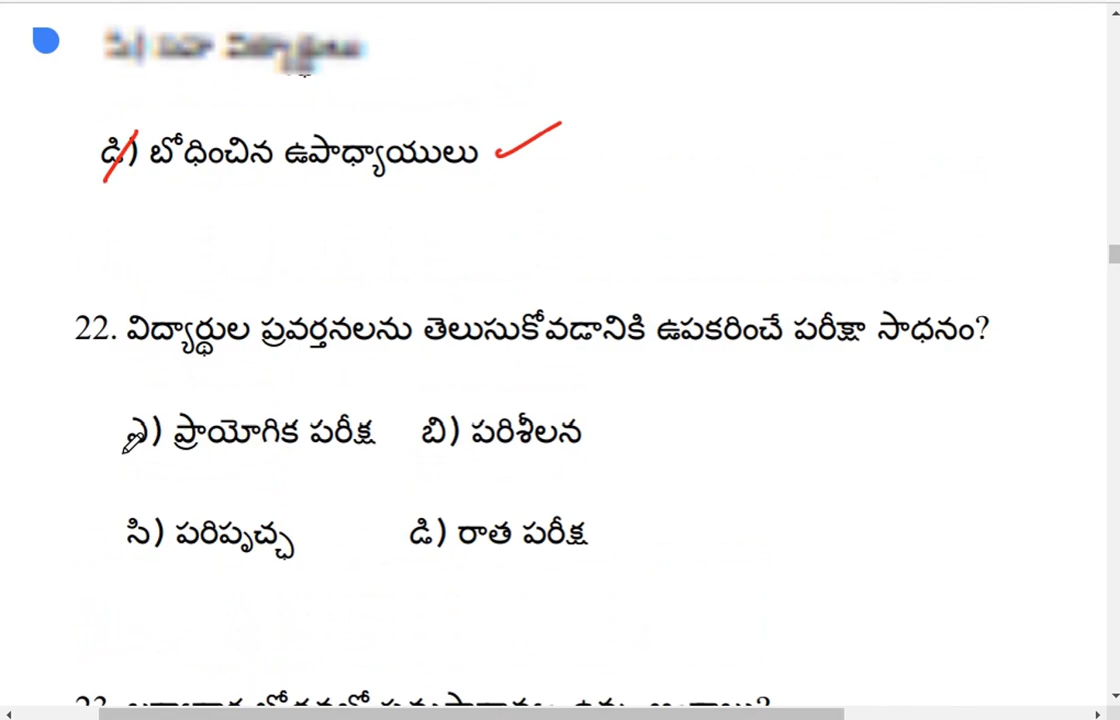 డి) బోధించిన ఉపాధ్యాయులు
22. విద్యార్థుల ప్రవర్తనలను తెలుసుకోవడానికి ఉపకరించే పరీక్షా సాధనం?
ఎ) ప్రాయోగిక పరీక్ష బి) పరిశీలన
సి) పరిపృచ్ఛ డి) రాత పరీక్ష